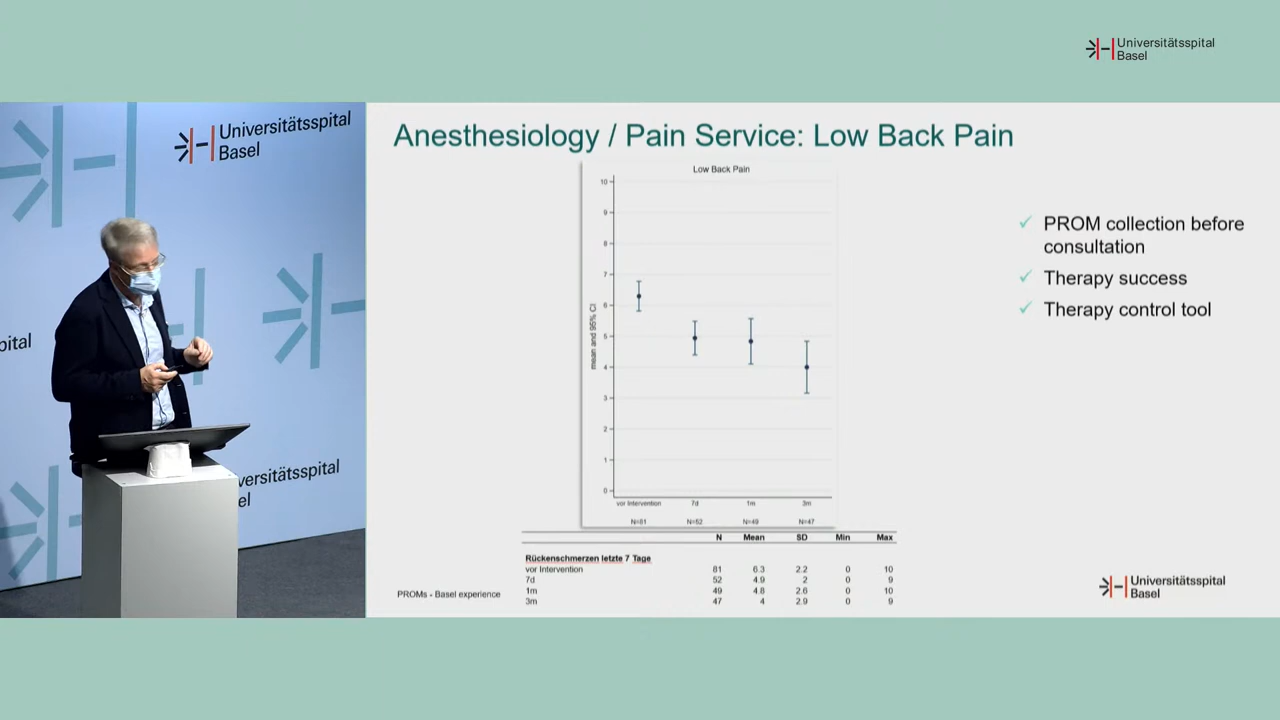 Universitätsspital
Basel
Universitätsspital
Basel
pital
versitätsspital
el
Anesthesiology / Pain Service: Low Back Pain
Low Back Pain
mean and 95% CI
10
9
8
7
6
5
4
3
2
1
0
vor Intervention 7d 1m 3m
N=81 N=52 N=49 N=47
N Mean SD Min Max
Rückenschmerzen letzte 7 Tage
vor Intervention 81 6.3 2.2 0 10
7d 52 4.9 2 0 9
1m 49 4.8 2.6 0 10
3m 47 4 2.9 0 9
✓ PROM collection before
consultation
✓ Therapy success
✓ Therapy control tool
PROMs - Basel experience
Universitätsspital
Basel